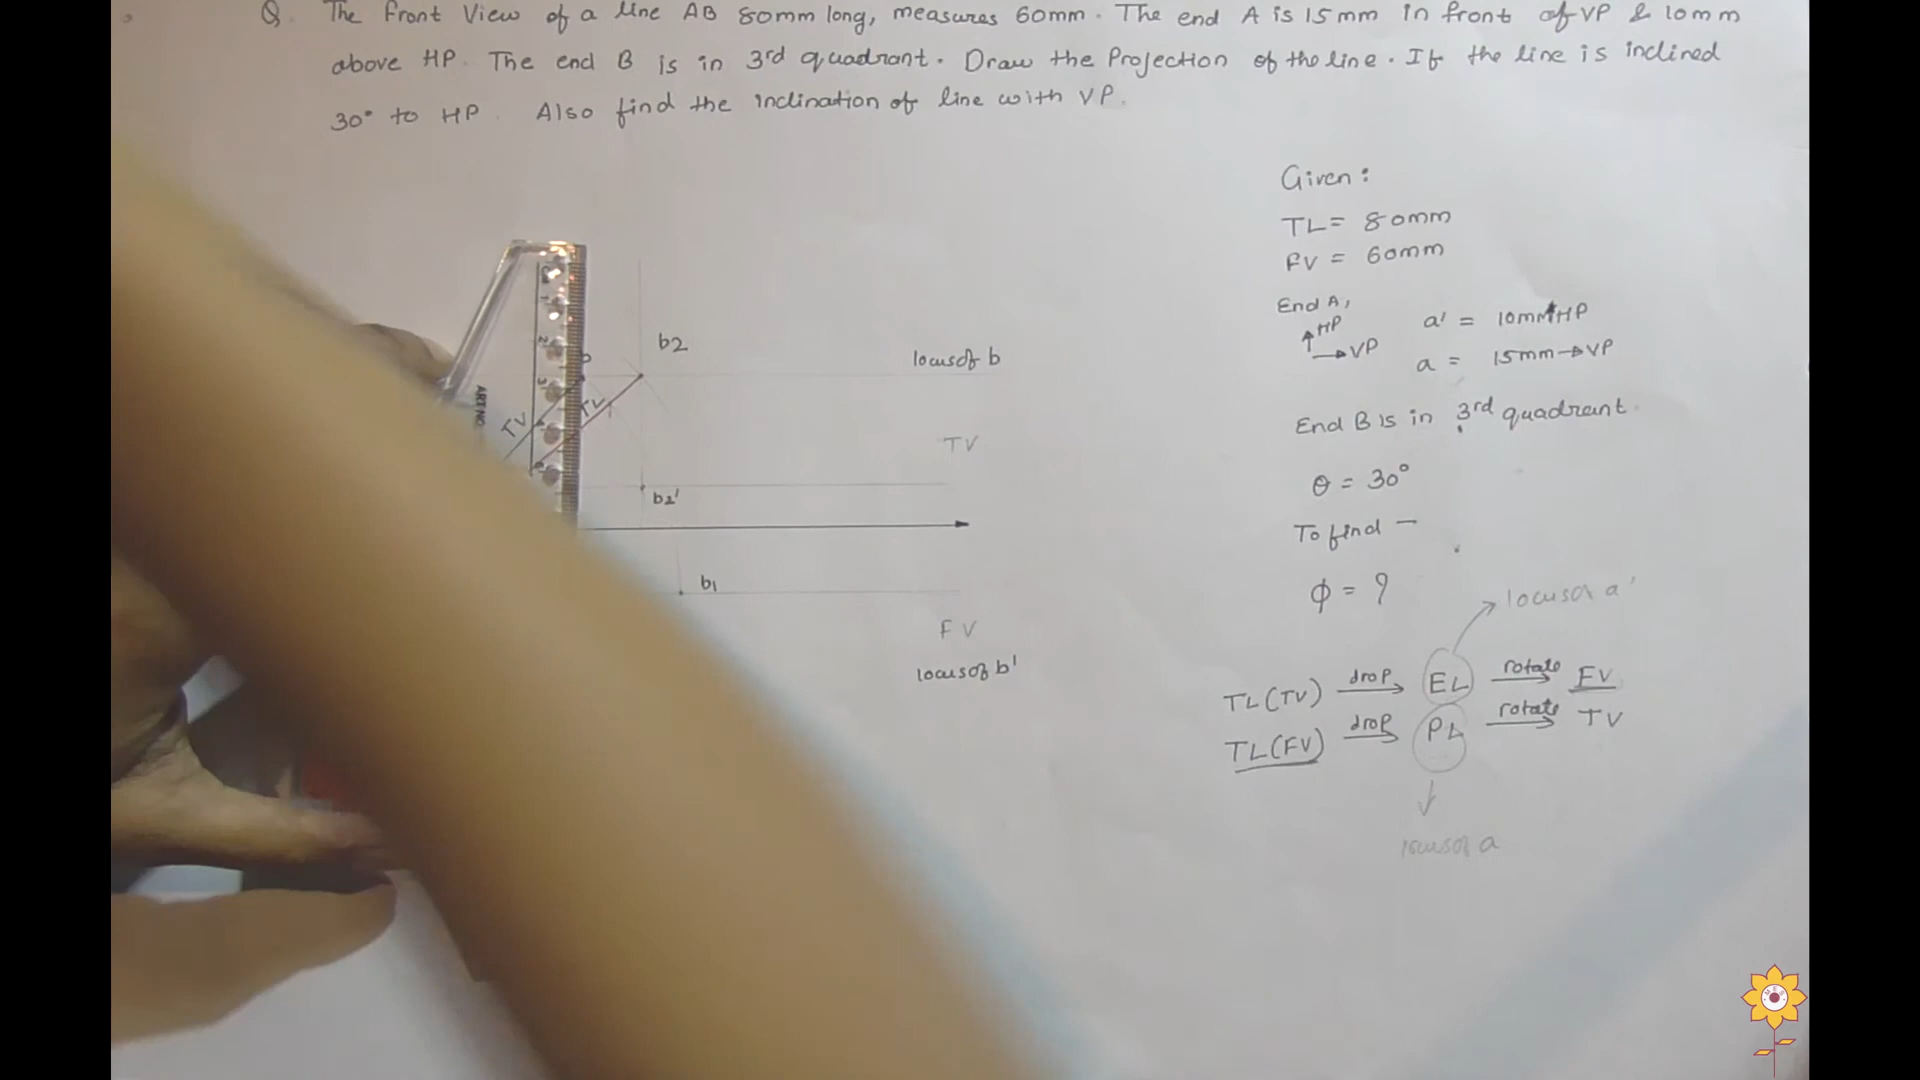 Q. The Front View of a line AB 80mm long, measures 60mm. The end A is 15mm in front of VP & 10mm
above HP. The end B is in 3rd quadrant. Draw the Projection of the line. If the line is inclined
30° to HP. Also find the inclination of line with VP.
Given:
TL = 80mm
FV = 60mm
End A,
↑HP
→VP
a' = 10mm↑HP
a = 15mm→VP
End B is in 3rd quadrant.
θ = 30°
To find —
ϕ = ?
locus of a'
TL(TV) drop EL rotate FV
TL(FV) drop PL rotate TV
locus of a
b2
locus of b
b
TV
TV
TV
ART NO.
b2'
b1
FV
locus of b'